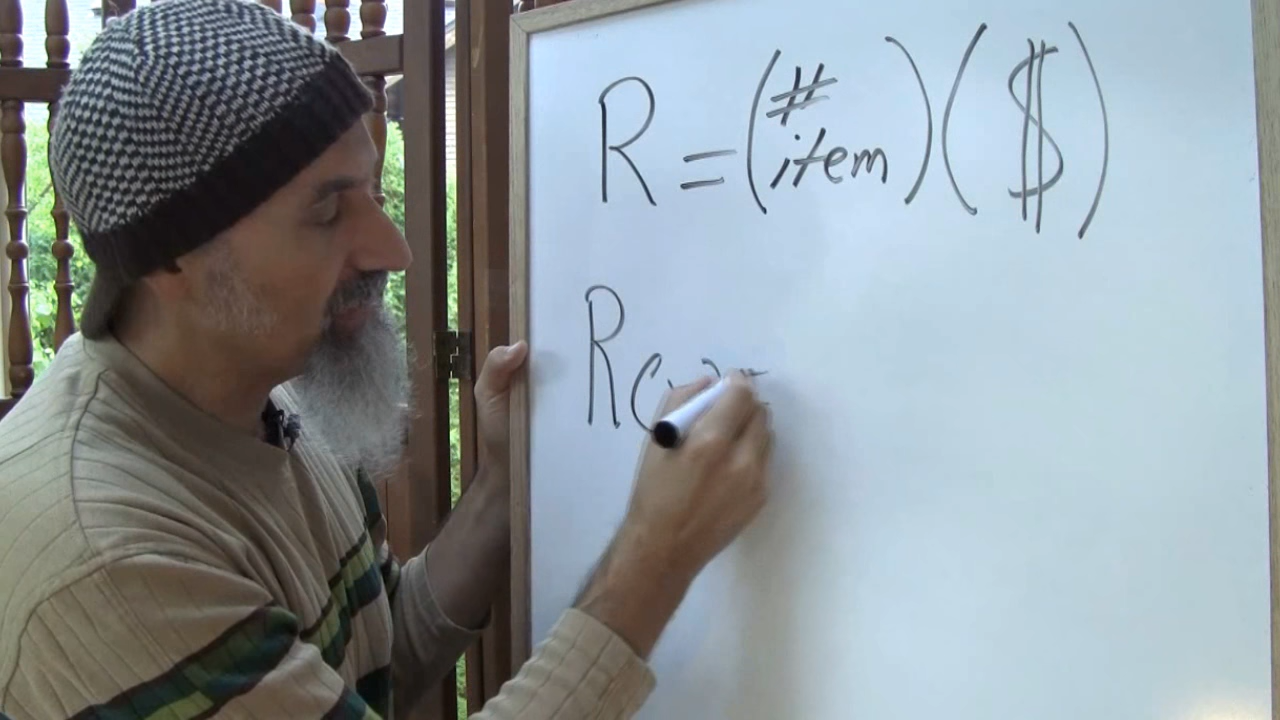 R = (# item) ($)
R( ) =